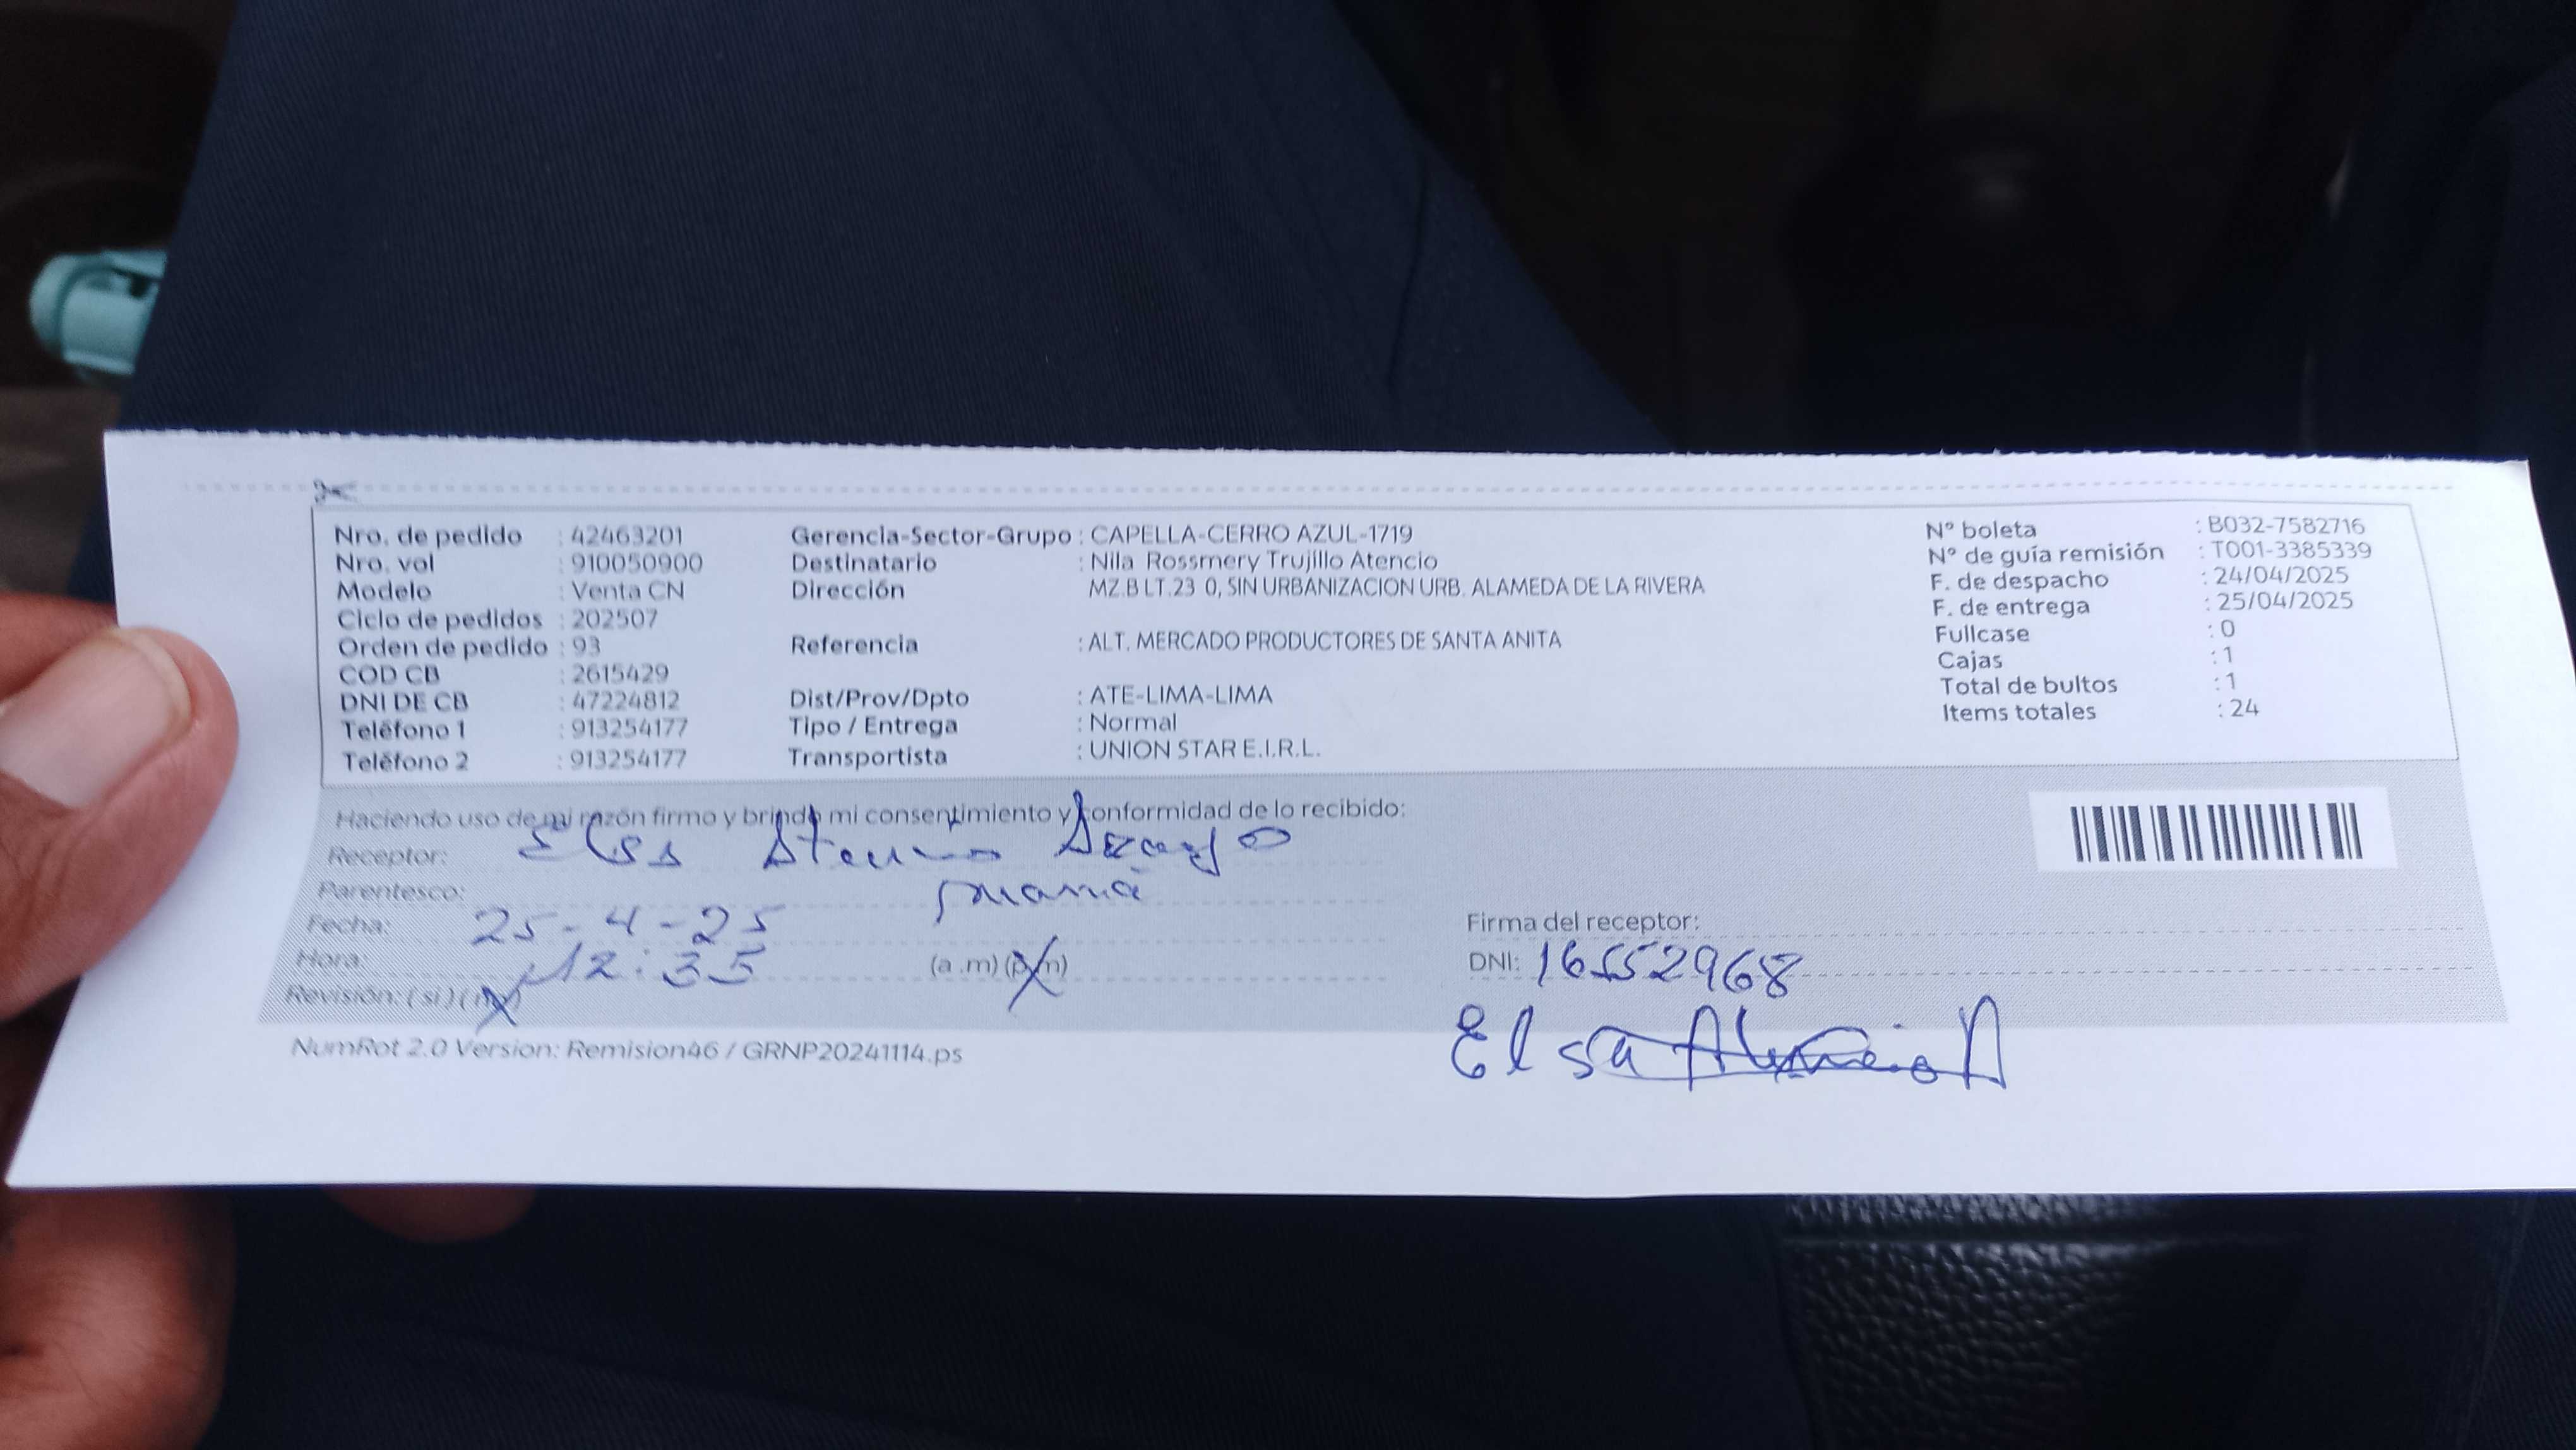 Nro. de pedido : 42463201 Gerencia-Sector-Grupo : CAPELLA-CERRO AZUL-1719 N° boleta : B032-7582716
Nro. vol : 910050900 Destinatario : Nila Rossmery Trujillo Atencio N° de guía remisión : T001-3385339
Modelo : Venta CN Dirección MZ.B LT.23 0, SIN URBANIZACION URB. ALAMEDA DE LA RIVERA F. de despacho : 24/04/2025
Ciclo de pedidos : 202507 F. de entrega : 25/04/2025
Orden de pedido : 93 Referencia : ALT. MERCADO PRODUCTORES DE SANTA ANITA Fullcase : 0
COD CB : 2615429 Cajas : 1
DNI DE CB : 47224812 Dist/Prov/Dpto : ATE-LIMA-LIMA Total de bultos : 1
Teléfono 1 : 913254177 Tipo / Entrega : Normal Items totales : 24
Teléfono 2 : 913254177 Transportista : UNION STAR E.I.R.L.
Haciendo uso de mi razón firmo y brindo mi consentimiento y conformidad de lo recibido:
Receptor: Elsa Atencio
Parentesco: mamá
Fecha: 25-4-25 Firma del receptor:
Hora: 12:35 (a.m) (p.m) DNI: 16552968
Revisión: (si) (no)
Elsa Atencio A
NumRot 2.0 Version: Remision46 / GRNP20241114.ps